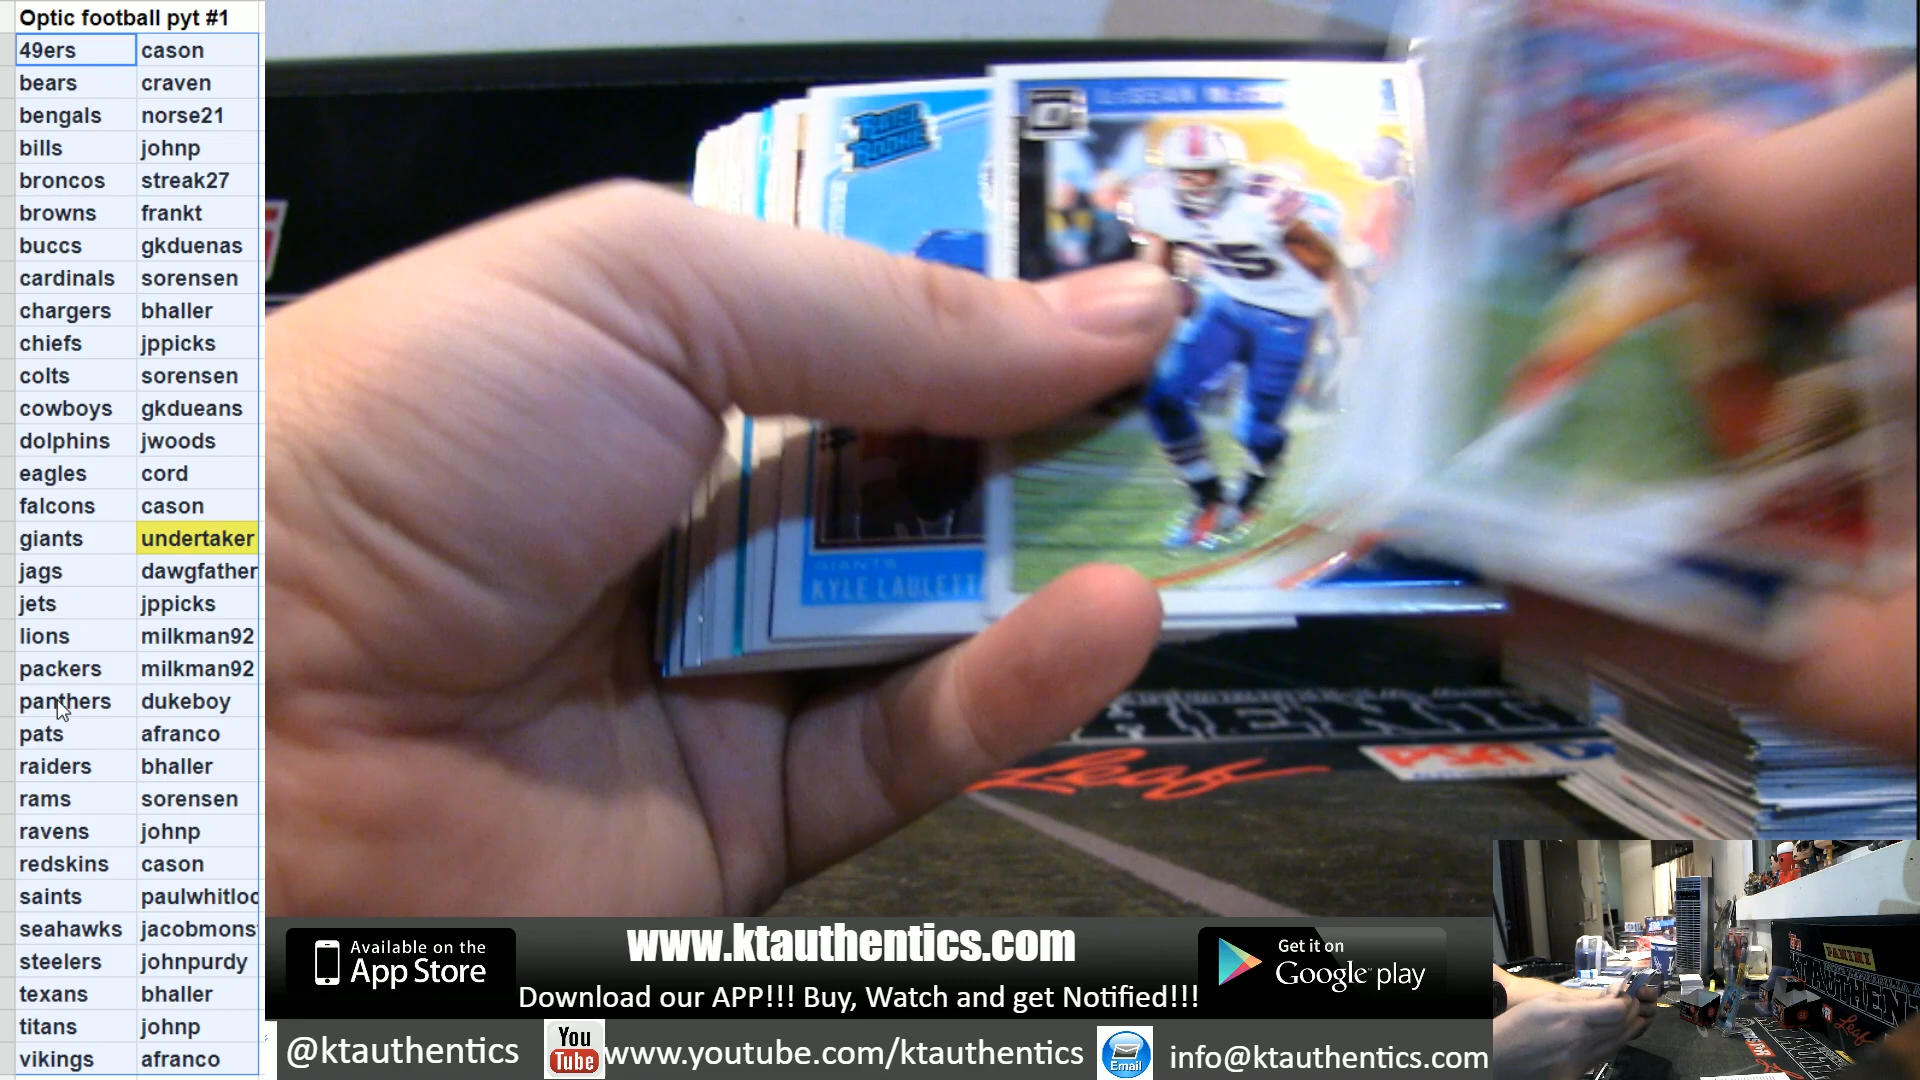 Optic football pyt #1
49ers cason
bears craven
bengals norse21
bills johnp
broncos streak27
browns frankt
buccs gkduenas
cardinals sorensen
chargers bhaller
chiefs jppicks
colts sorensen
cowboys gkdueans
dolphins jwoods
eagles cord
falcons cason
giants undertaker
jags dawgfather
jets jppicks
lions milkman92
packers milkman92
panthers dukeboy
pats afranco
raiders bhaller
rams sorensen
ravens johnp
redskins cason
saints paulwhitloc
seahawks jacobmons
steelers johnpurdy
texans bhaller
titans johnp
vikings afranco
RATED ROOKIE
GIANTS
KYLE LAULETT
Leaf
PSA
PANINI
Available on the
App Store
www.ktauthentics.com
Get it on
Google play
Download our APP!!! Buy, Watch and get Notified!!!
@ktauthentics
You
Tube
www.youtube.com/ktauthentics
Email
info@ktauthentics.com